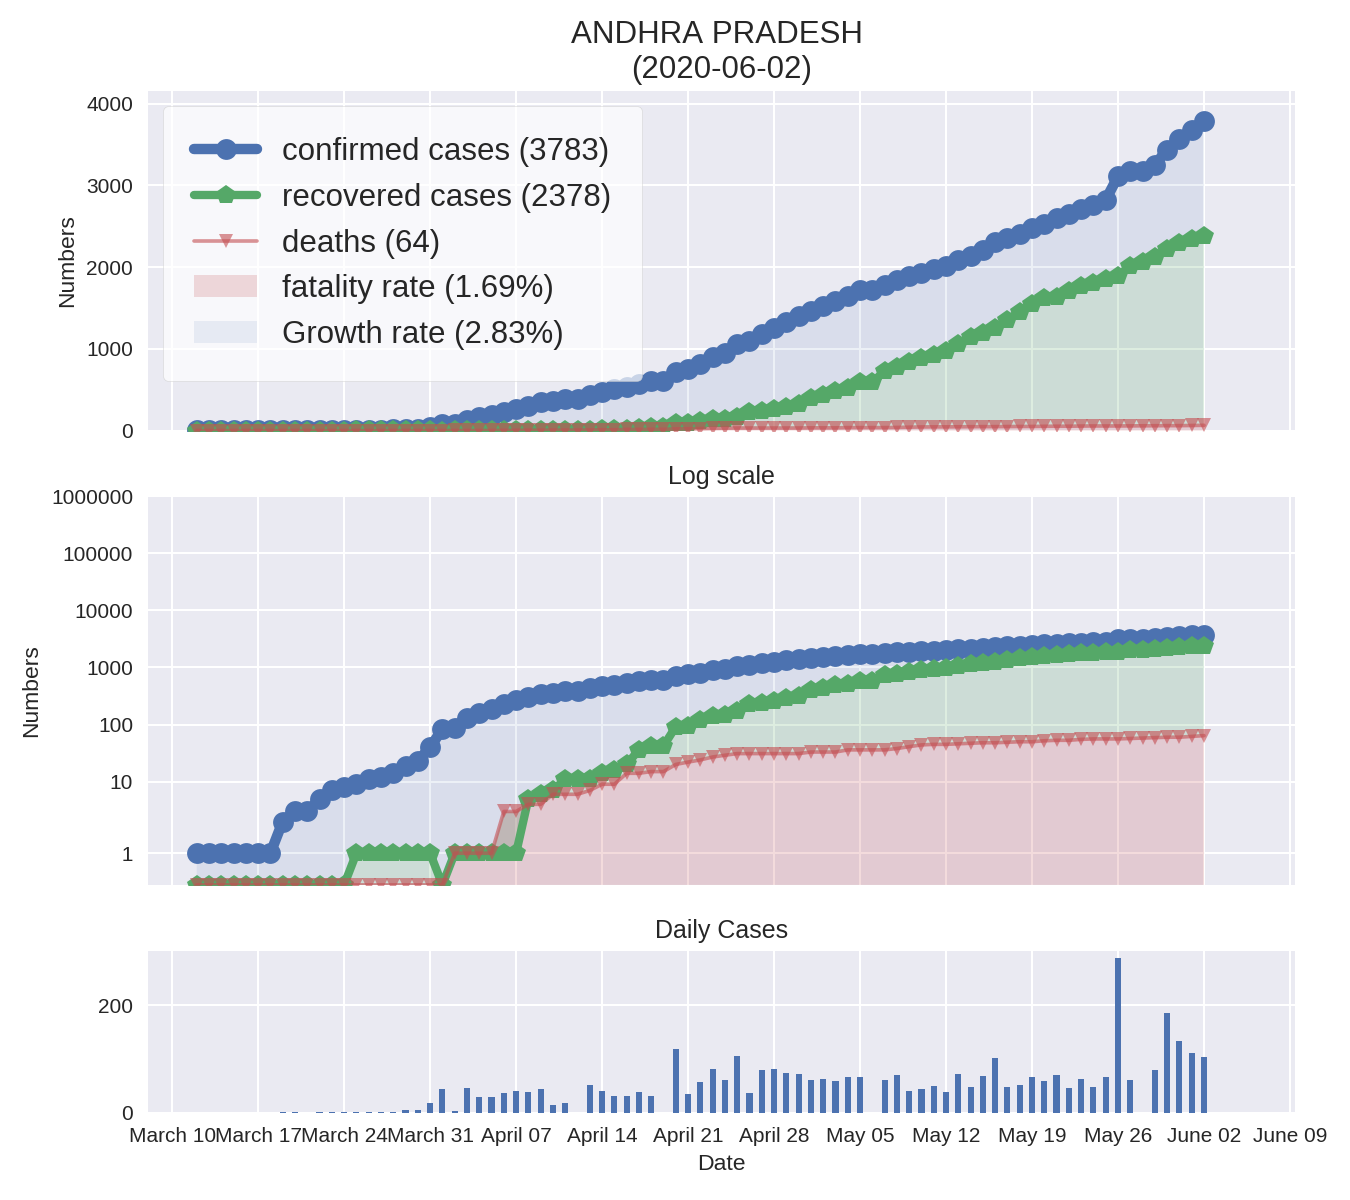 ANDHRA PRADESH
(2020-06-02)
4000
3000
2000
1000
0
Numbers
confirmed cases (3783)
recovered cases (2378)
deaths (64)
fatality rate (1.69%)
Growth rate (2.83%)
Log scale
1000000
100000
10000
1000
100
10
1
Numbers
Daily Cases
200
0
March 10 March 17 March 24 March 31 April 07 April 14 April 21 April 28 May 05 May 12 May 19 May 26 June 02 June 09
Date